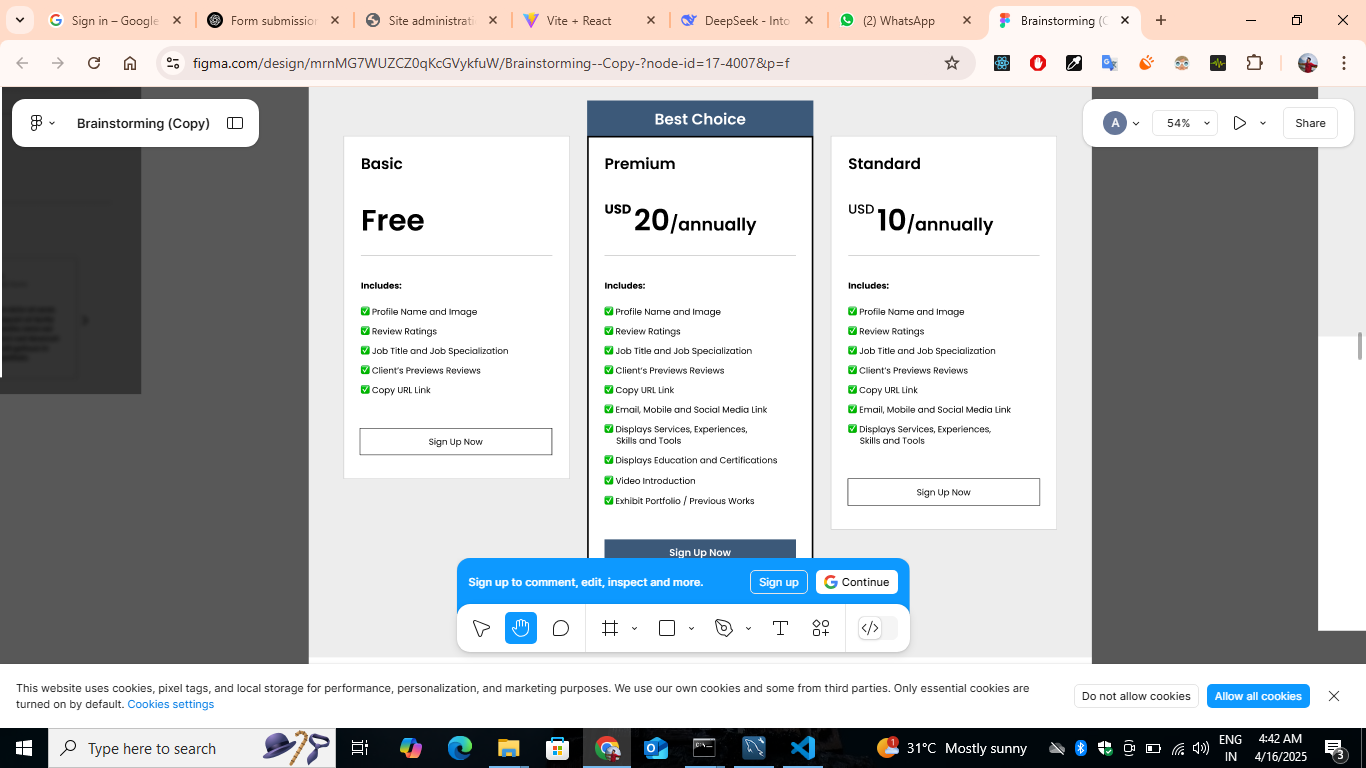 Sign in – Google
Form submission
Site administrati
Vite + React
DeepSeek - Into
(2) WhatsApp
Brainstorming (C
figma.com/design/mrnMG7WUZCZ0qKcGVykfuW/Brainstorming--Copy-?node-id=17-4007&p=f
Brainstorming (Copy)
A
54%
Share
Best Choice
Basic
Free
Includes:
✅ Profile Name and Image
✅ Review Ratings
✅ Job Title and Job Specialization
✅ Client's Previews Reviews
✅ Copy URL Link
Sign Up Now
Premium
USD 20/annually
Includes:
✅ Profile Name and Image
✅ Review Ratings
✅ Job Title and Job Specialization
✅ Client's Previews Reviews
✅ Copy URL Link
✅ Email, Mobile and Social Media Link
✅ Displays Services, Experiences,
Skills and Tools
✅ Displays Education and Certifications
✅ Video Introduction
✅ Exhibit Portfolio / Previous Works
Sign Up Now
Standard
USD 10/annually
Includes:
✅ Profile Name and Image
✅ Review Ratings
✅ Job Title and Job Specialization
✅ Client's Previews Reviews
✅ Copy URL Link
✅ Email, Mobile and Social Media Link
✅ Displays Services, Experiences,
Skills and Tools
Sign Up Now
Sign up to comment, edit, inspect and more.
Sign up
Continue
This website uses cookies, pixel tags, and local storage for performance, personalization, and marketing purposes. We use our own cookies and some from third parties. Only essential cookies are
turned on by default. Cookies settings
Do not allow cookies
Allow all cookies
Type here to search
1
31°C Mostly sunny
ENG
IN
4:42 AM
4/16/2025
3